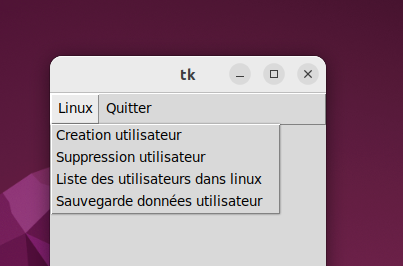 tk
Linux Quitter
Creation utilisateur
Suppression utilisateur
Liste des utilisateurs dans linux
Sauvegarde données utilisateur